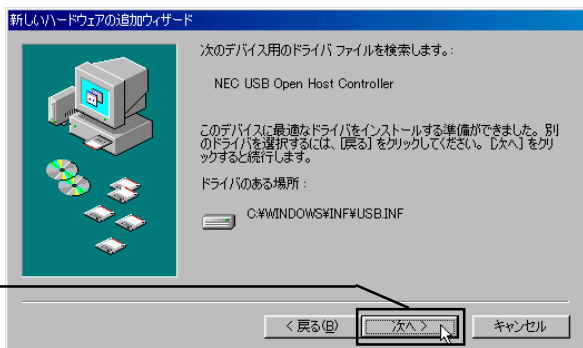 新しいハードウェアの追加ウィザード
次のデバイス用のドライバ ファイルを検索します。:
NEC USB Open Host Controller
このデバイスに最適なドライバをインストールする準備ができました。別
のドライバを選択するには、[戻る] をクリックしてください。[次へ] をクリ
ックすると続行します。
ドライバのある場所 :
C:¥WINDOWS¥INF¥USB.INF
< 戻る(B)
次へ >
キャンセル